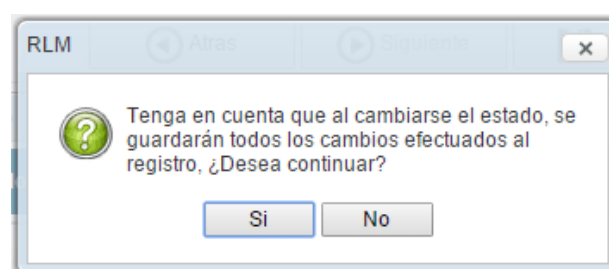 RLM
Atras
Siguiente
Tenga en cuenta que al cambiarse el estado, se
guardarán todos los cambios efectuados al
registro, ¿Desea continuar?
Si
No